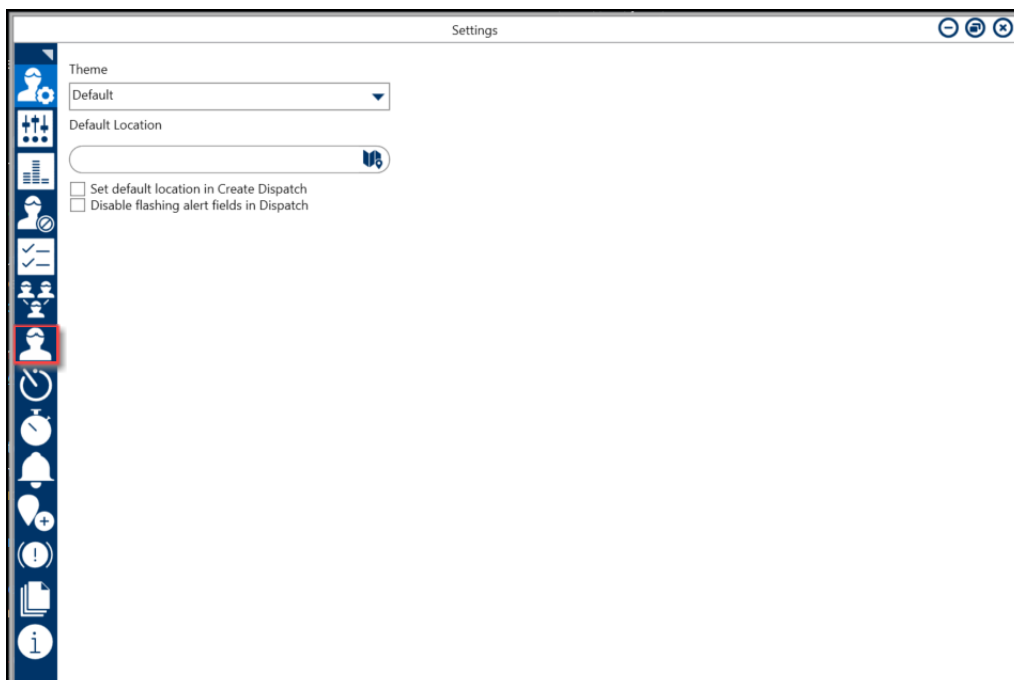 Settings
Theme
Default
Default Location
Set default location in Create Dispatch
Disable flashing alert fields in Dispatch